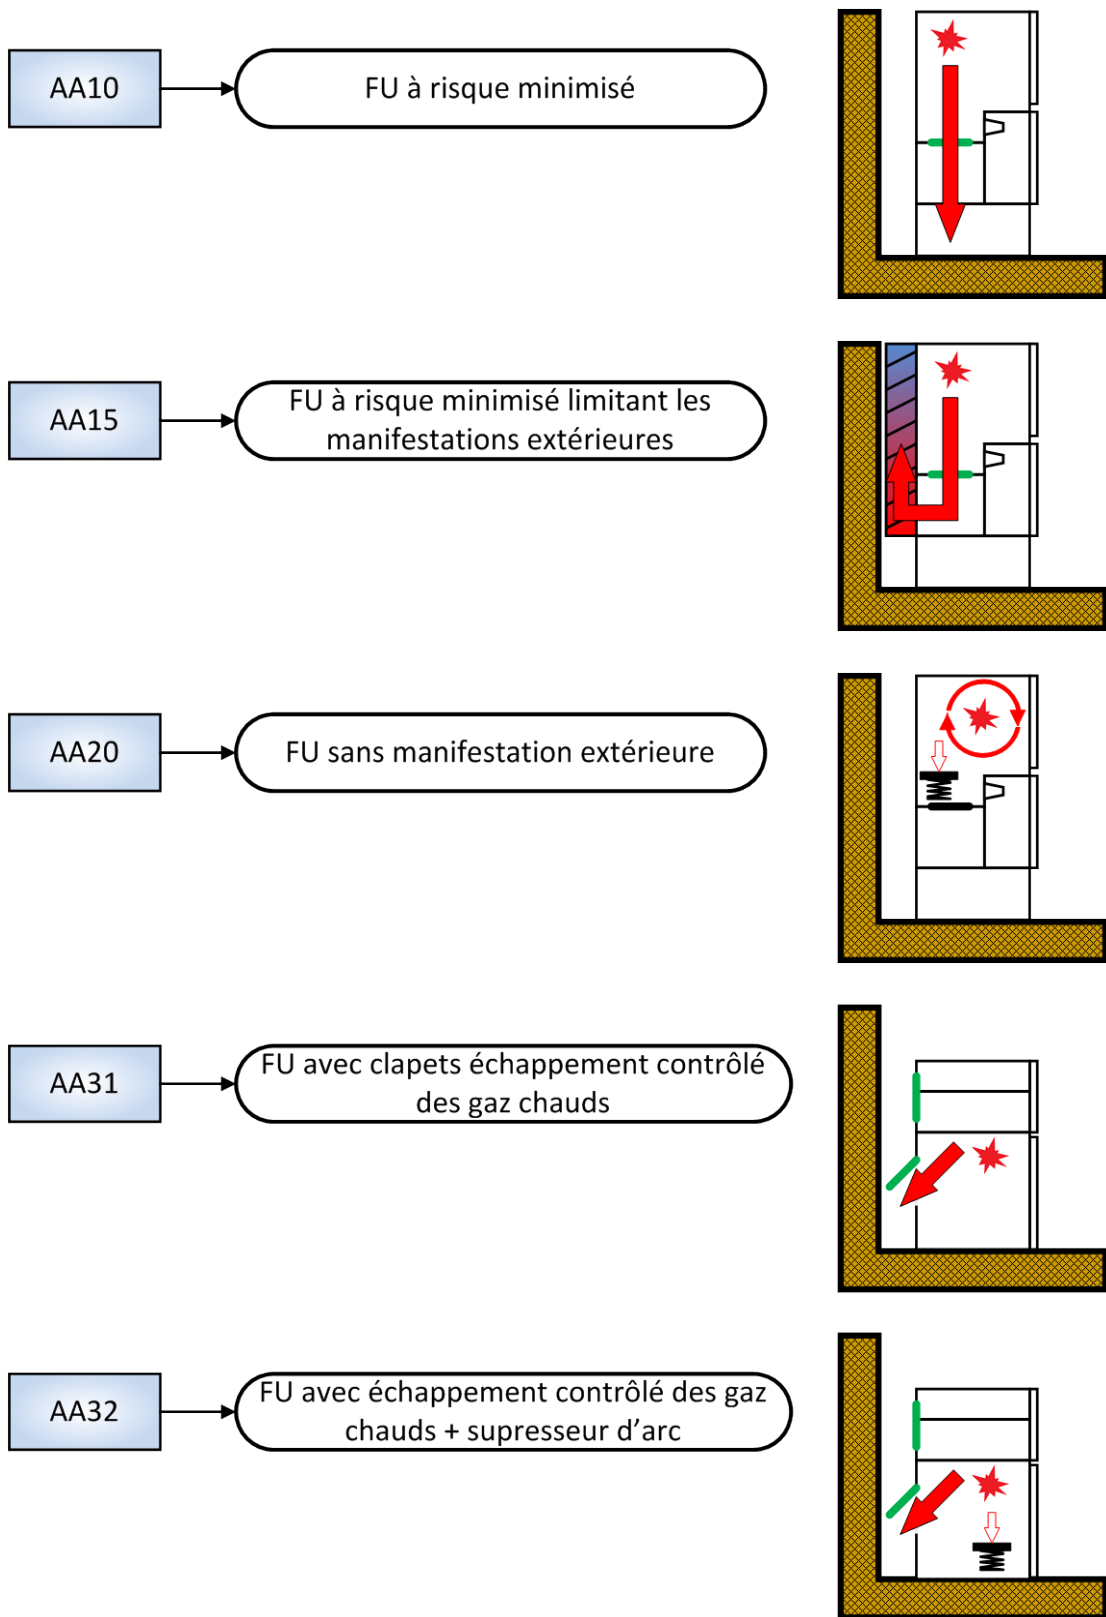 AA10
FU à risque minimisé
AA15
FU à risque minimisé limitant les
manifestations extérieures
AA20
FU sans manifestation extérieure
AA31
FU avec clapets échappement contrôlé
des gaz chauds
AA32
FU avec échappement contrôlé des gaz
chauds + supresseur d’arc